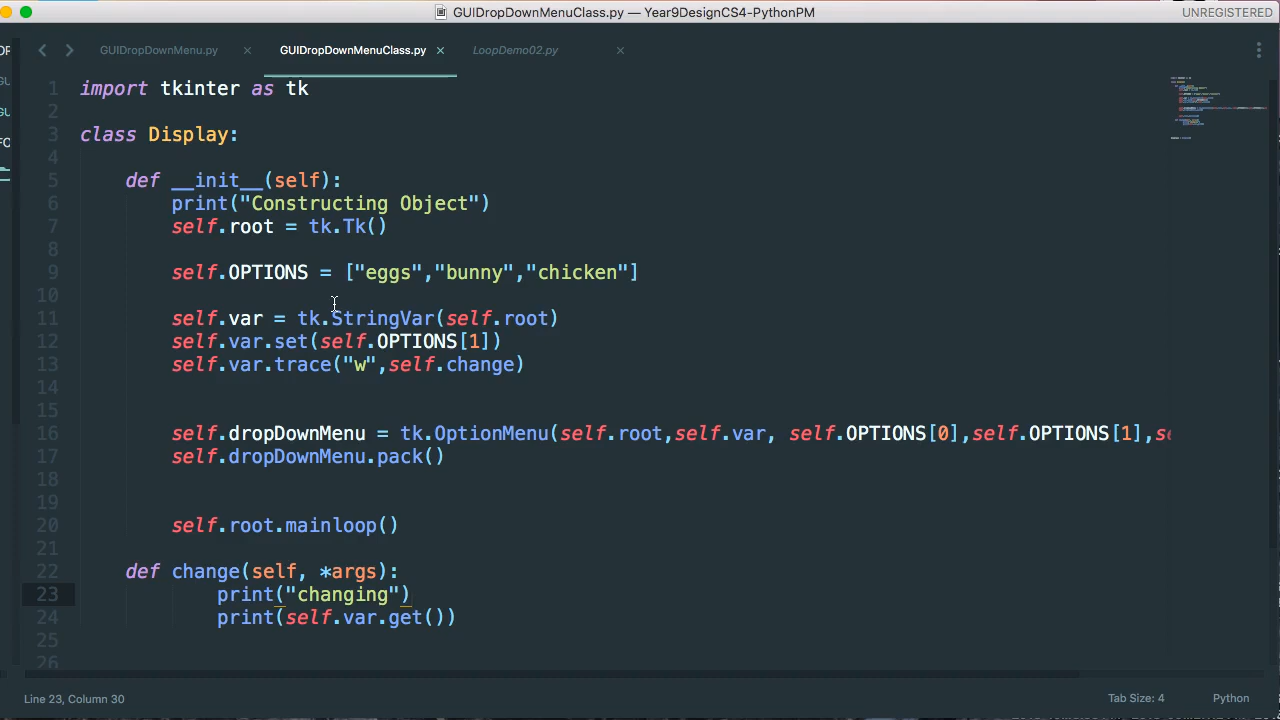 GUIDropDownMenuClass.py — Year9DesignCS4-PythonPM
UNREGISTERED
GUIDropDownMenu.py × GUIDropDownMenuClass.py × LoopDemo02.py ×
1 import tkinter as tk
2
3 class Display:
4
5 def __init__(self):
6 print("Constructing Object")
7 self.root = tk.Tk()
8
9 self.OPTIONS = ["eggs","bunny","chicken"]
10
11 self.var = tk.StringVar(self.root)
12 self.var.set(self.OPTIONS[1])
13 self.var.trace("w",self.change)
14
15
16 self.dropDownMenu = tk.OptionMenu(self.root,self.var, self.OPTIONS[0],self.OPTIONS[1],se
17 self.dropDownMenu.pack()
18
19
20 self.root.mainloop()
21
22 def change(self, *args):
23 print("changing")
24 print(self.var.get())
25
26
Line 23, Column 30
Tab Size: 4
Python